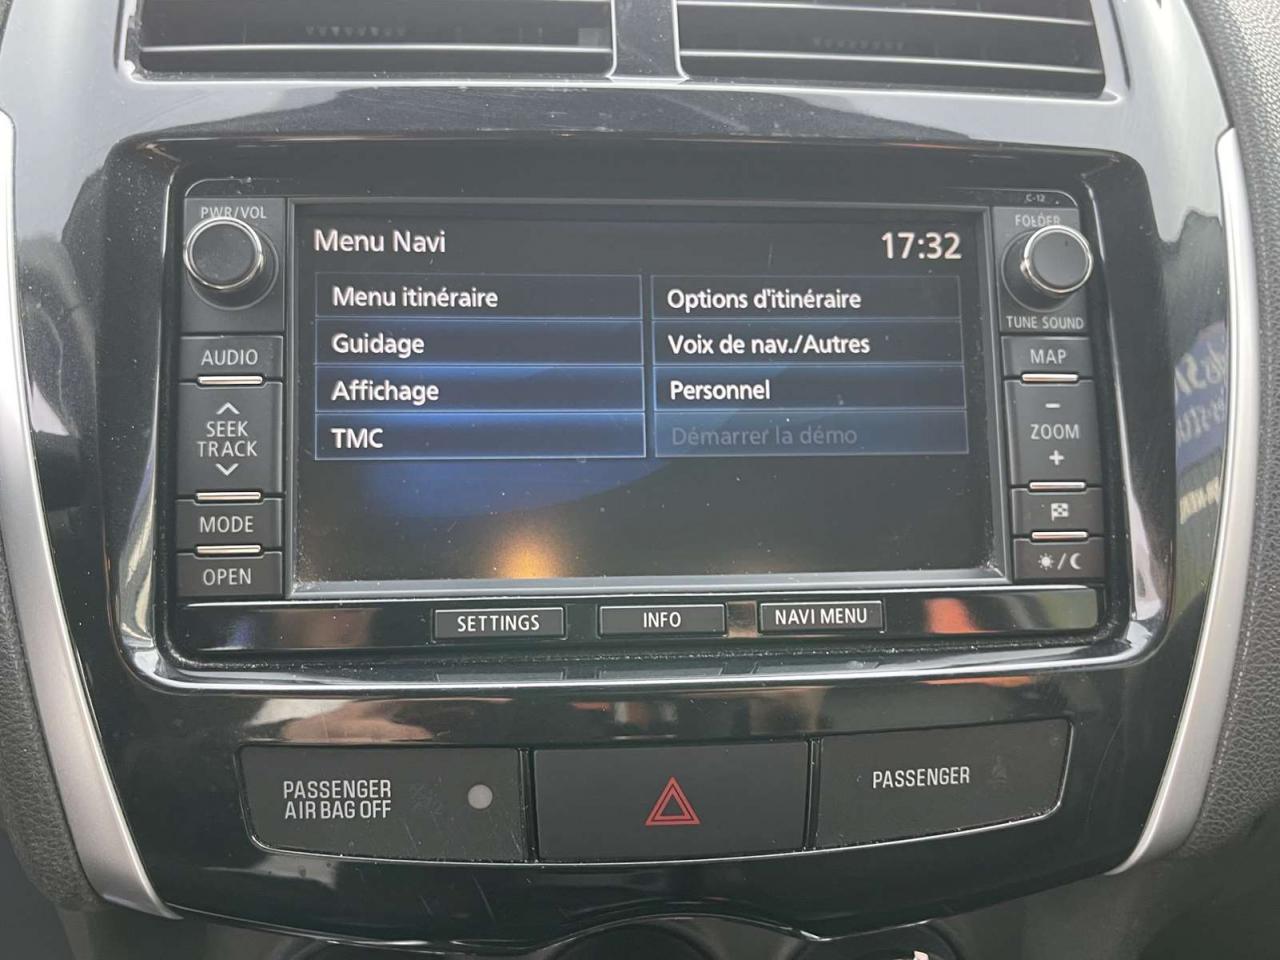 C-12
PWR/VOL
FOLDER
Menu Navi
17:32
Menu itinéraire
Options d'itinéraire
TUNE SOUND
Guidage
Voix de nav./Autres
AUDIO
MAP
Affichage
Personnel
SEEK
TRACK
TMC
Démarrer la démo
−
ZOOM
+
MODE
OPEN
SETTINGS
INFO
NAVI MENU
PASSENGER
AIR BAG OFF
PASSENGER